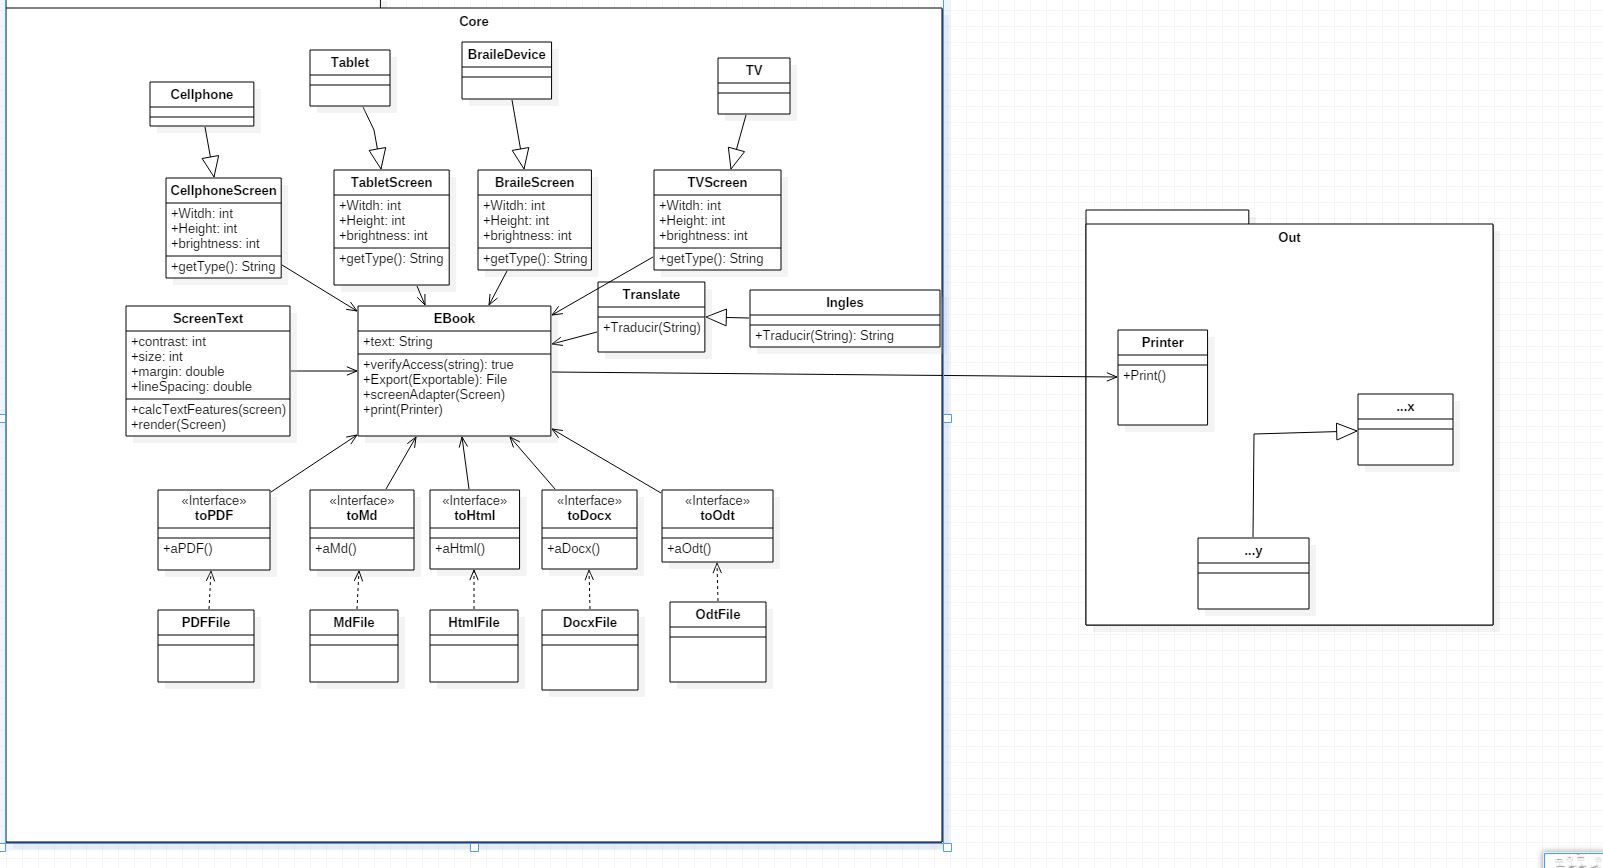 Core
Tablet
BraileDevice
TV
Cellphone
CellphoneScreen
+Witdh: int
+Height: int
+brightness: int
+getType(): String
TabletScreen
+Witdh: int
+Height: int
+brightness: int
+getType(): String
BraileScreen
+Witdh: int
+Height: int
+brightness: int
+getType(): String
TVScreen
+Witdh: int
+Height: int
+brightness: int
+getType(): String
Translate
+Traducir(String)
Ingles
+Traducir(String): String
ScreenText
+contrast: int
+size: int
+margin: double
+lineSpacing: double
+calcTextFeatures(screen)
+render(Screen)
EBook
+text: String
+verifyAccess(string): true
+Export(Exportable): File
+screenAdapter(Screen)
+print(Printer)
«Interface»
toPDF
+aPDF()
«Interface»
toMd
+aMd()
«Interface»
toHtml
+aHtml()
«Interface»
toDocx
+aDocx()
«Interface»
toOdt
+aOdt()
PDFFile
MdFile
HtmlFile
DocxFile
OdtFile
Out
Printer
+Print()
...x
...y